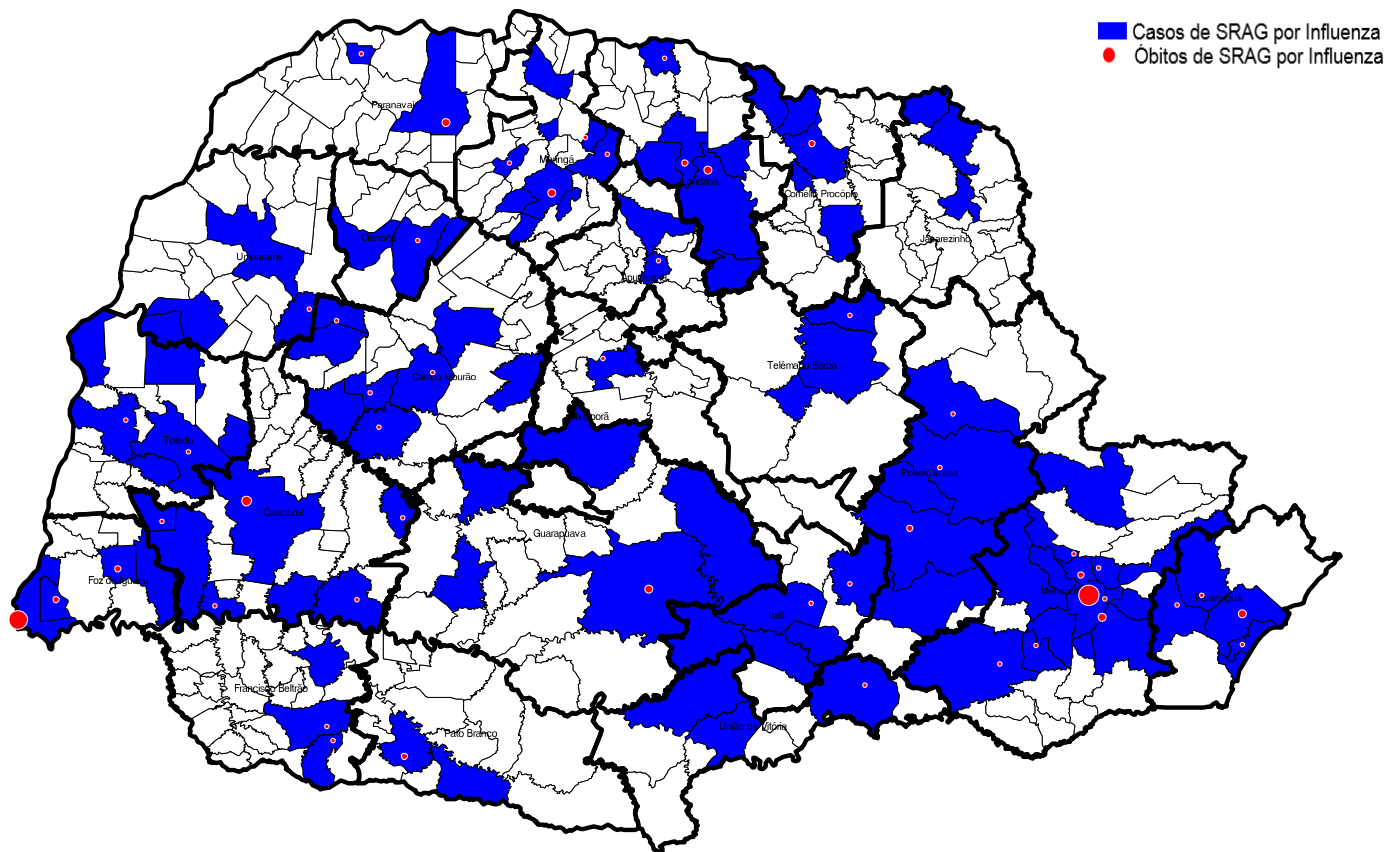 Casos de SRAG por Influenza
Óbitos de SRAG por Influenza
Paranavaí
Maringá
Londrina
Cornélio Procópio
Jacarezinho
Cianorte
Umuarama
Apucarana
Telêmaco Borba
Campo Mourão
Ivaiporã
Toledo
Ponta Grossa
Cascavel
Guarapuava
Foz do Iguaçu
Irati
Paranaguá
Francisco Beltrão
União da Vitória
Pato Branco